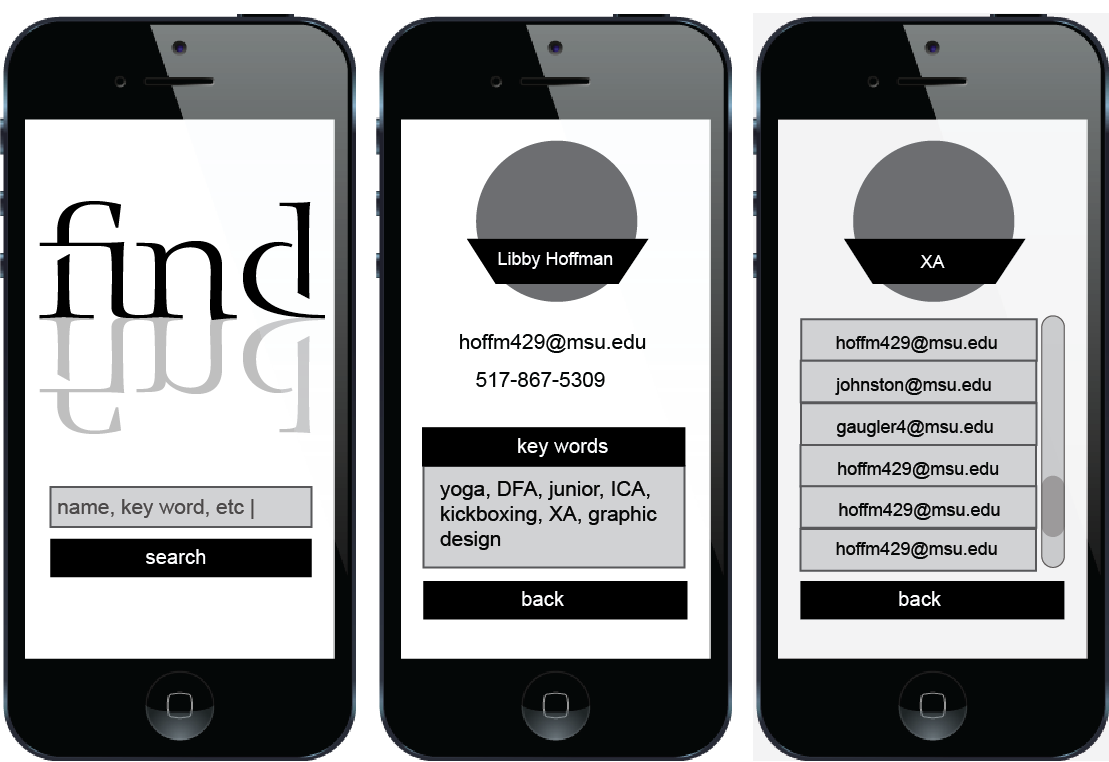 find
name, key word, etc |
search
Libby Hoffman
hoffm429@msu.edu
517-867-5309
key words
yoga, DFA, junior, ICA,
kickboxing, XA, graphic
design
back
XA
hoffm429@msu.edu
johnston@msu.edu
gaugler4@msu.edu
hoffm429@msu.edu
hoffm429@msu.edu
hoffm429@msu.edu
back